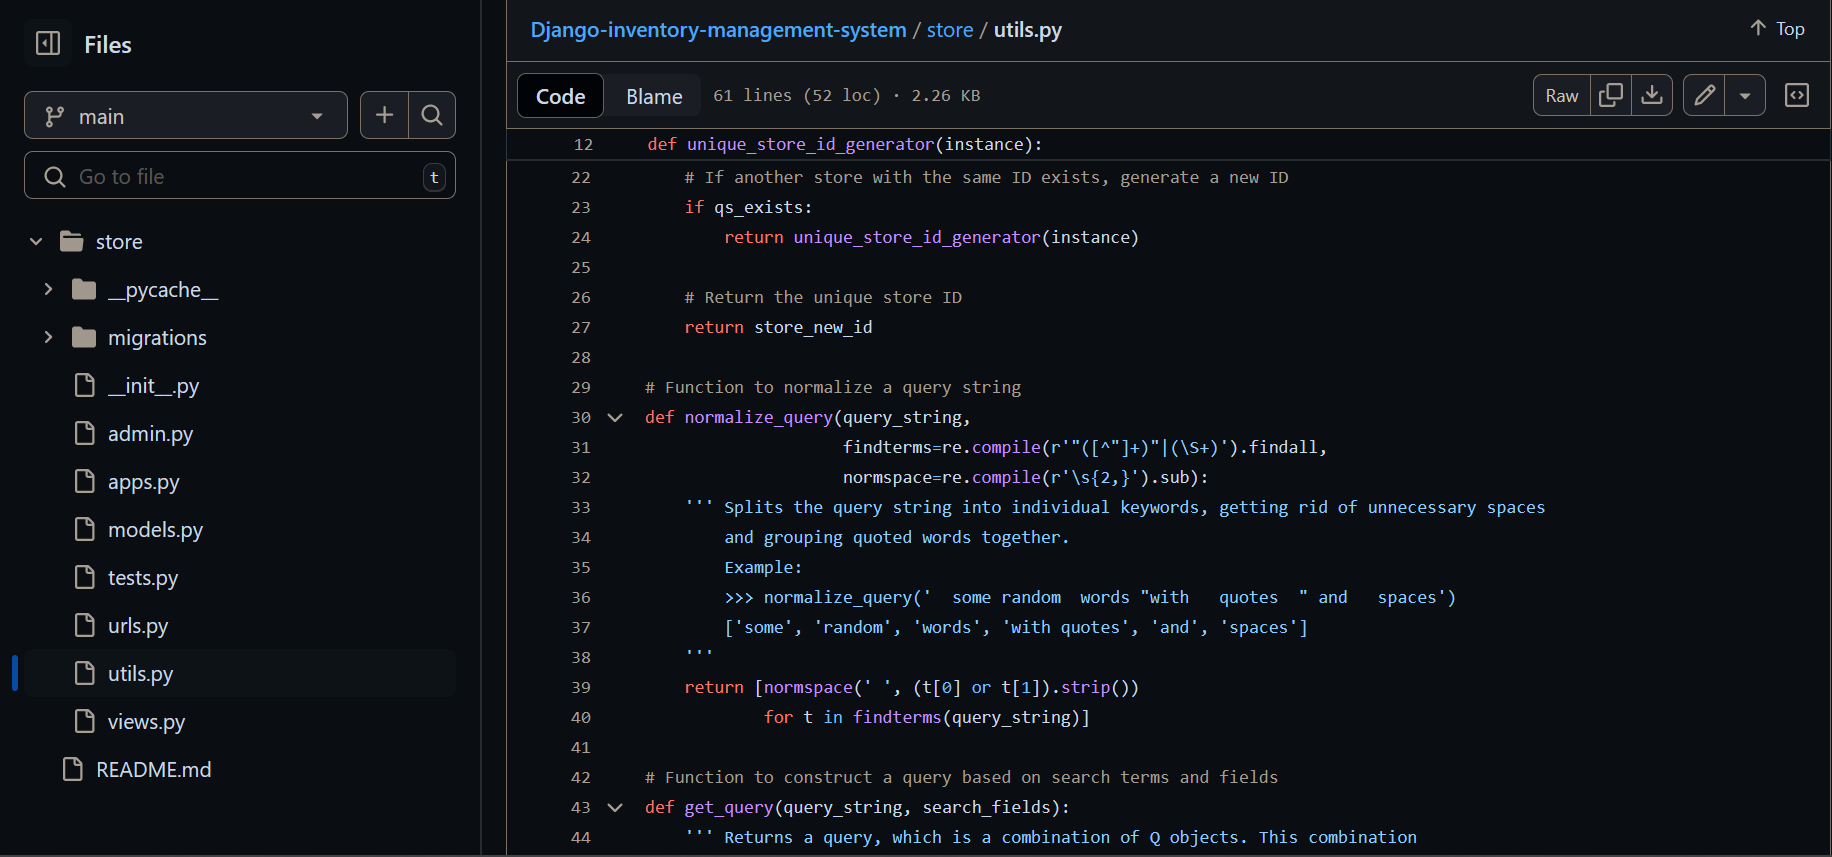 Files
main
Go to file
t
store
__pycache__
migrations
__init__.py
admin.py
apps.py
models.py
tests.py
urls.py
utils.py
views.py
README.md
Django-inventory-management-system / store / utils.py
Top
Code
Blame
61 lines (52 loc) · 2.26 KB
Raw
12 def unique_store_id_generator(instance):
22     # If another store with the same ID exists, generate a new ID
23     if qs_exists:
24         return unique_store_id_generator(instance)
25
26     # Return the unique store ID
27     return store_new_id
28
29 # Function to normalize a query string
30 def normalize_query(query_string,
31                     findterms=re.compile(r'"([^"]+)"|(\S+)').findall,
32                     normspace=re.compile(r'\s{2,}').sub):
33     ''' Splits the query string into individual keywords, getting rid of unnecessary spaces
34         and grouping quoted words together.
35         Example:
36         >>> normalize_query('  some random  words "with   quotes  " and   spaces')
37         ['some', 'random', 'words', 'with quotes', 'and', 'spaces']
38     '''
39     return [normspace(' ', (t[0] or t[1]).strip())
40             for t in findterms(query_string)]
41
42 # Function to construct a query based on search terms and fields
43 def get_query(query_string, search_fields):
44     ''' Returns a query, which is a combination of Q objects. This combination